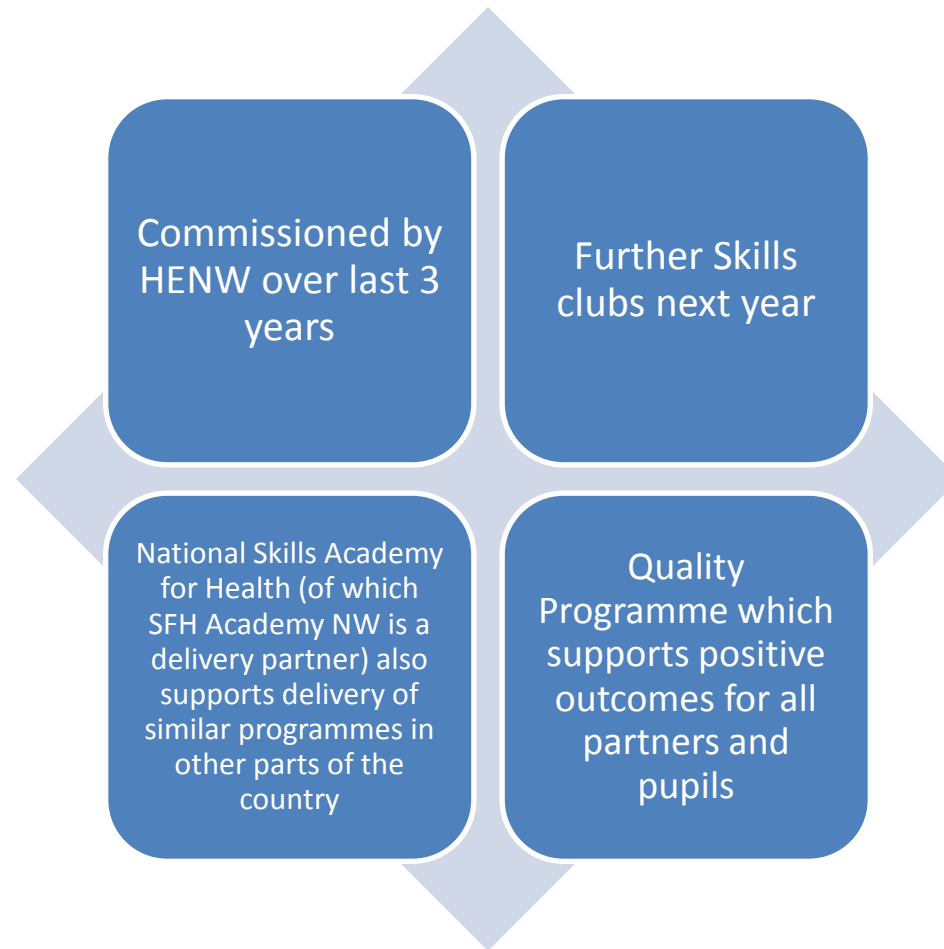 Commissioned by
HENW over last 3
years
Further Skills
clubs next year
National Skills Academy
for Health (of which
SFH Academy NW is a
delivery partner) also
supports delivery of
similar programmes in
other parts of the
country
Quality
Programme which
supports positive
outcomes for all
partners and
pupils